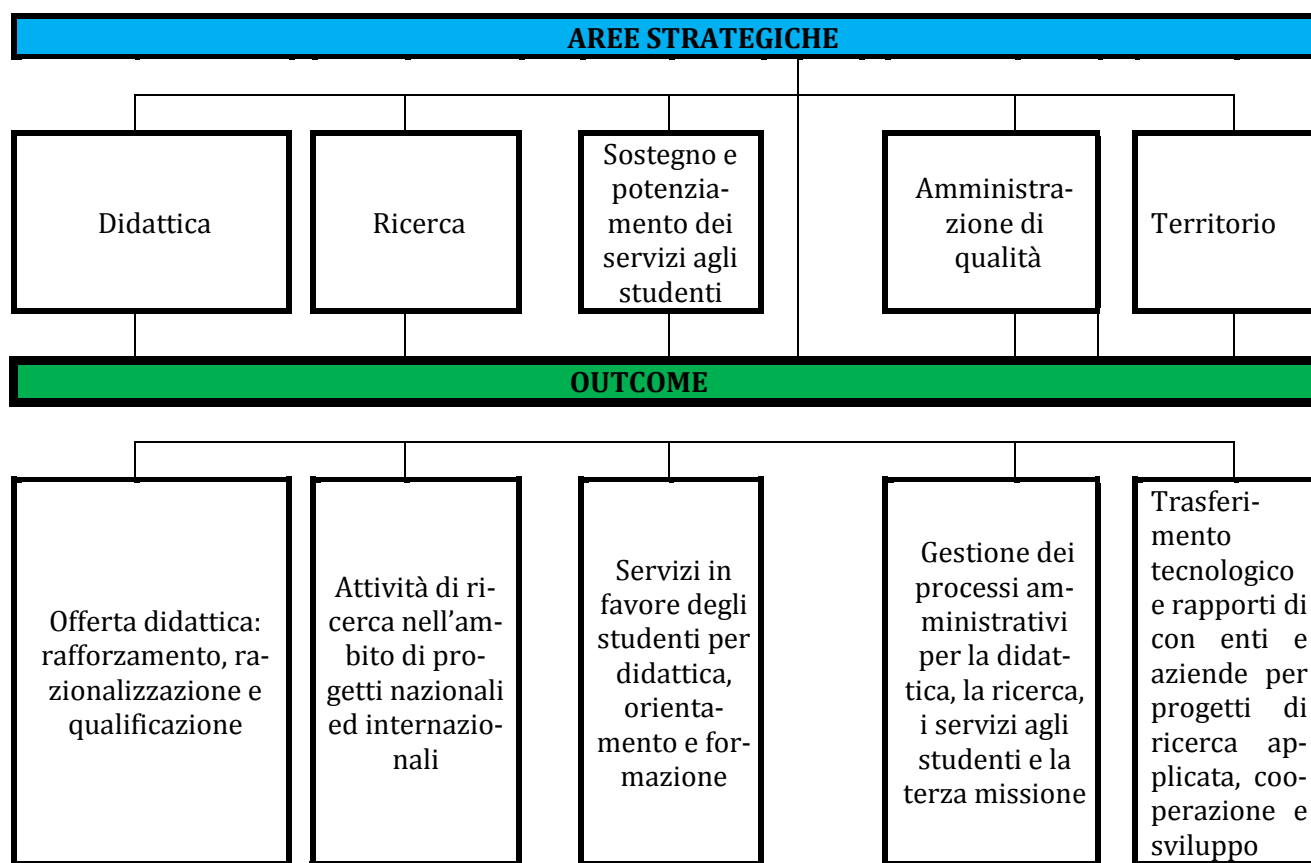 AREE STRATEGICHE
Didattica
Ricerca
Sostegno e
potenzia-
mento dei
servizi agli
studenti
Amministra-
zione di
qualità
Territorio
OUTCOME
Offerta didattica:
rafforzamento, ra-
zionalizzazione e
qualificazione
Attività di ri-
cerca nell'am-
bito di pro-
getti nazionali
ed internazio-
nali
Servizi in
favore degli
studenti per
didattica,
orienta-
mento e for-
mazione
Gestione dei
processi am-
ministrativi
per la didat-
tica, la ricerca,
i servizi agli
studenti e la
terza missione
Trasferi-
mento
tecnologico
e rapporti di
con enti e
aziende per
progetti di
ricerca ap-
plicata, coo-
perazione e
sviluppo